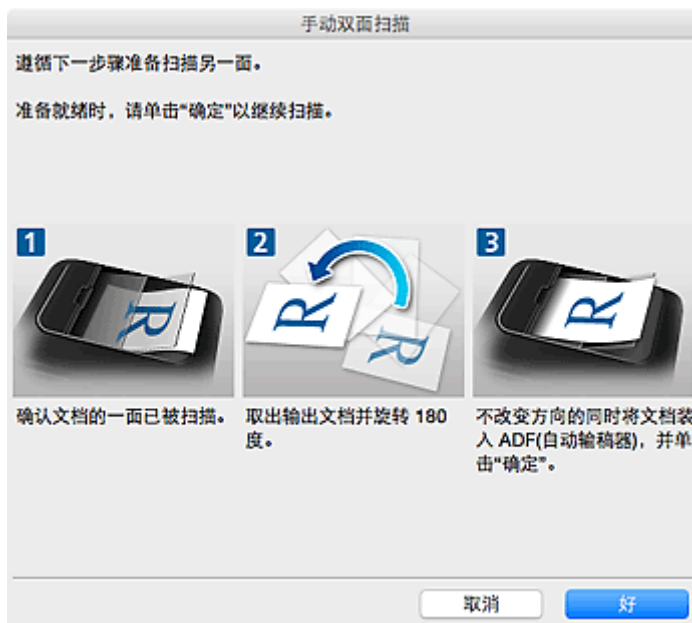 手动双面扫描
遵循下一步骤准备扫描另一面。
准备就绪时，请单击“确定”以继续扫描。
1
2
3
R
R
R
R
确认文档的一面已被扫描。
取出输出文档并旋转 180
度。
不改变方向的同时将文档装
入 ADF(自动输稿器)，并单
击“确定”。
取消
好